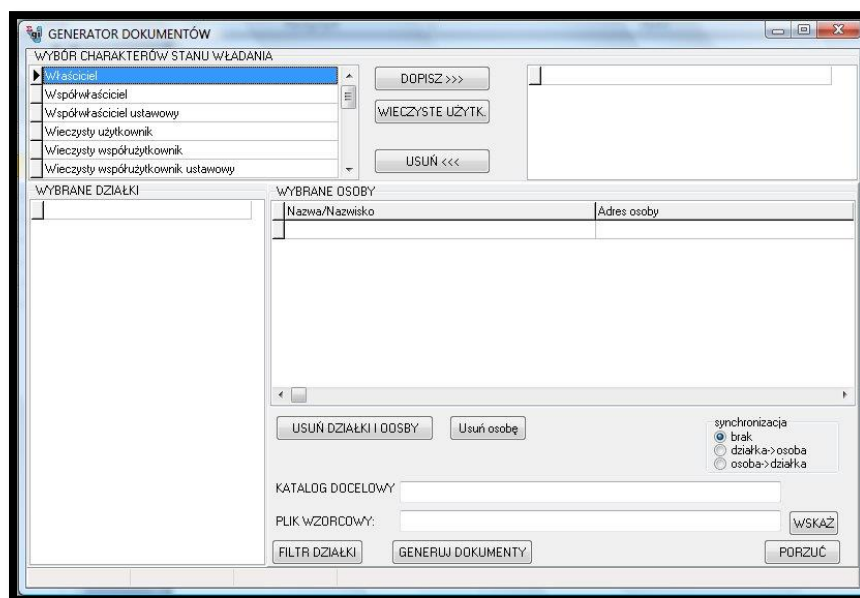 GENERATOR DOKUMENTÓW
WYBÓR CHARAKTERÓW STANU WŁADANIA
Właściciel
Współwłaściciel
Współwłaściciel ustawowy
Wieczysty użytkownik
Wieczysty współużytkownik
Wieczysty współużytkownik ustawowy
DOPISZ >>>
WIECZYSTE UŻYTK.
USUŃ <<<
WYBRANE DZIAŁKI
WYBRANE OSOBY
Nazwa/Nazwisko Adres osoby
USUŃ DZIAŁKI I OOSBY Usuń osobę
synchronizacja
brak
działka->osoba
osoba->działka
KATALOG DOCELOWY
PLIK WZORCOWY:
WSKAŻ
FILTR DZIAŁKI GENERUJ DOKUMENTY PORZUĆ